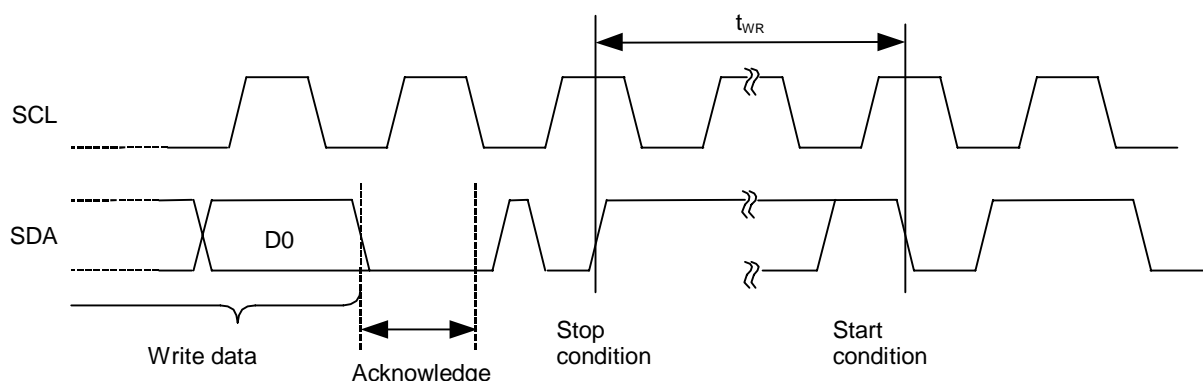 tWR
SCL
SDA
D0
Write data
Acknowledge
Stop
condition
Start
condition